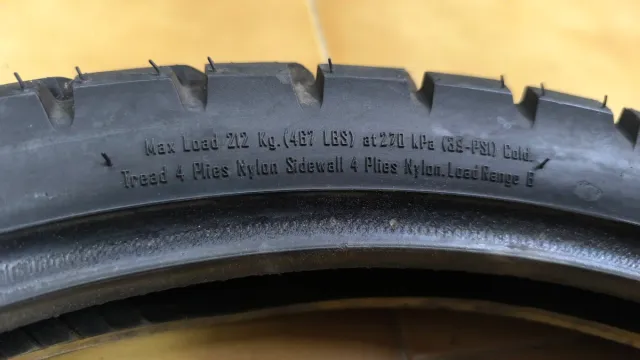 Max Load 212 Kg.(467 LBS) at 270 kPa (39-PSI) Cold.
Tread 4 Plies Nylon Sidewall 4 Plies Nylon. Load Range B